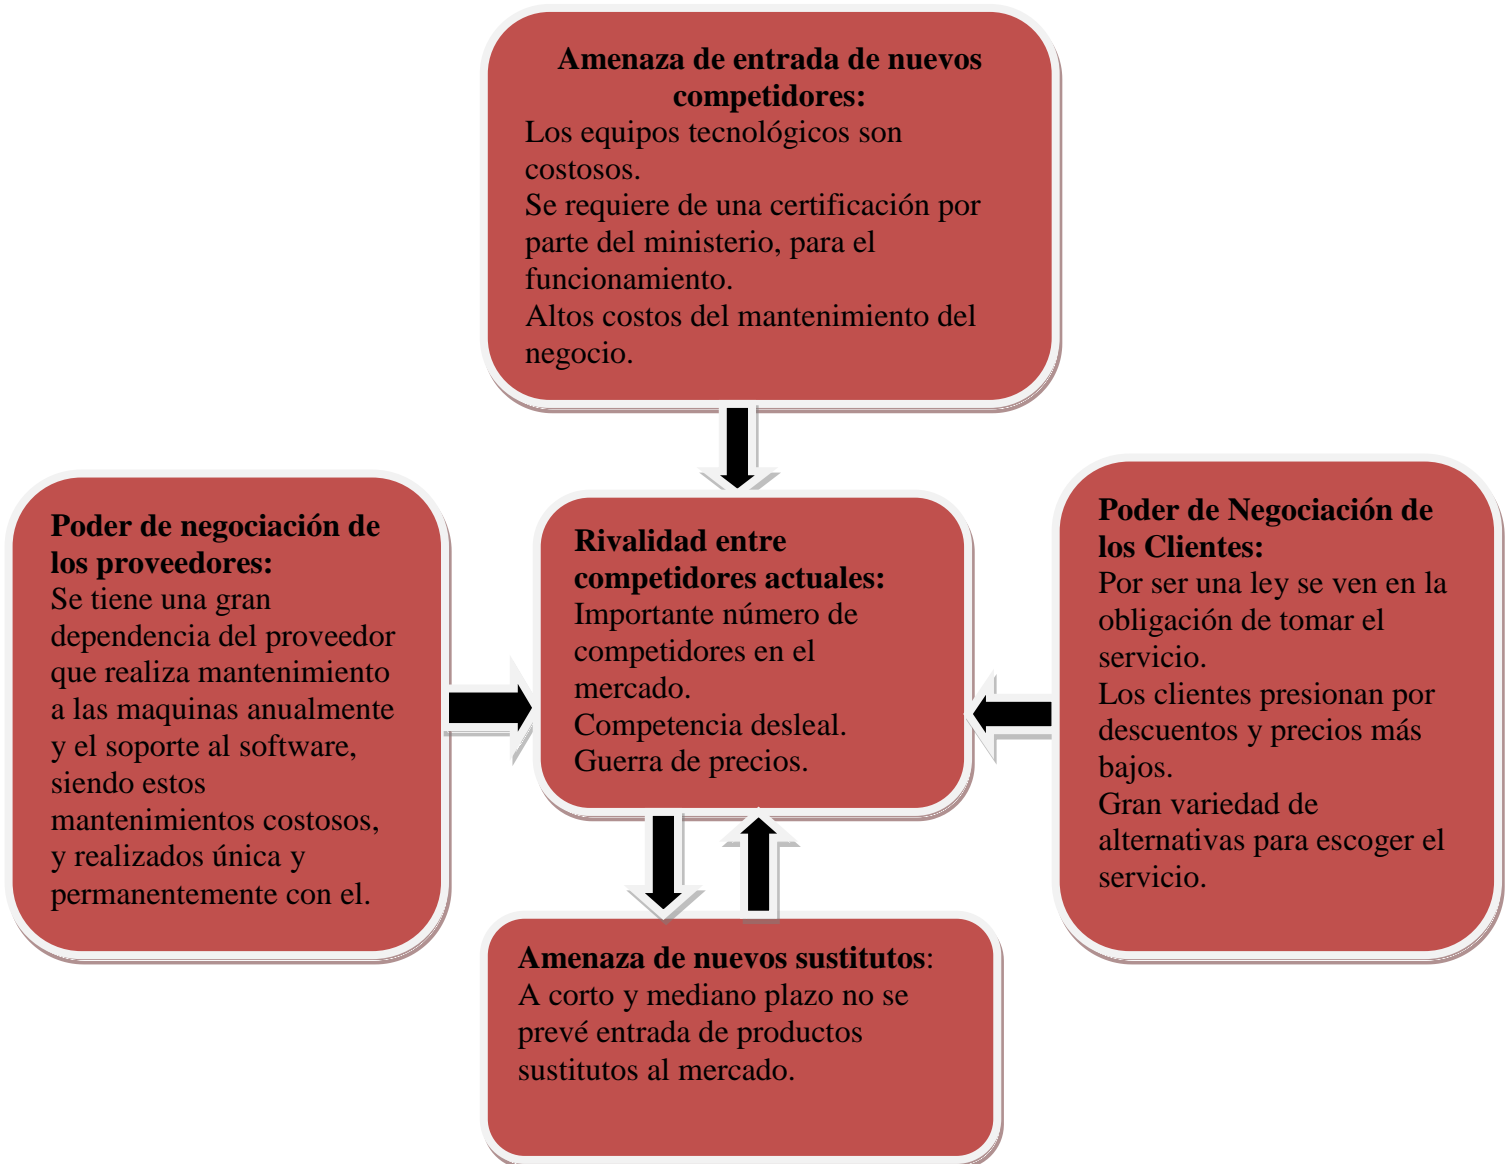 Amenaza de entrada de nuevos
competidores:
Los equipos tecnológicos son
costosos.
Se requiere de una certificación por
parte del ministerio, para el
funcionamiento.
Altos costos del mantenimiento del
negocio.
Poder de negociación de
los proveedores:
Se tiene una gran
dependencia del proveedor
que realiza mantenimiento
a las maquinas anualmente
y el soporte al software,
siendo estos
mantenimientos costosos,
y realizados única y
permanentemente con el.
Rivalidad entre
competidores actuales:
Importante número de
competidores en el
mercado.
Competencia desleal.
Guerra de precios.
Poder de Negociación de
los Clientes:
Por ser una ley se ven en la
obligación de tomar el
servicio.
Los clientes presionan por
descuentos y precios más
bajos.
Gran variedad de
alternativas para escoger el
servicio.
Amenaza de nuevos sustitutos:
A corto y mediano plazo no se
prevé entrada de productos
sustitutos al mercado.